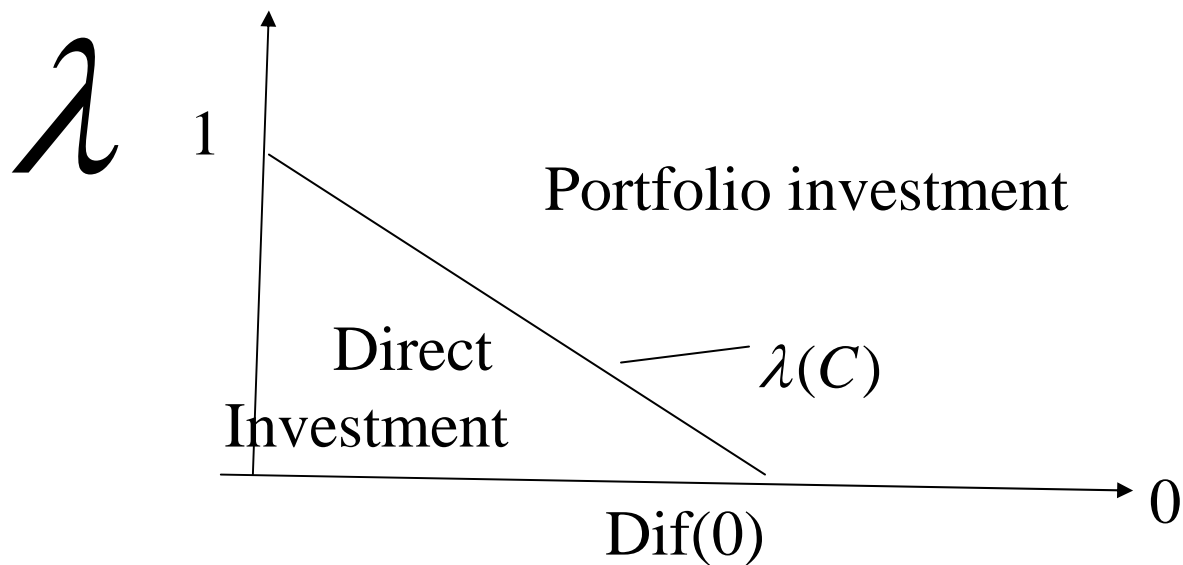 λ
1
Portfolio investment
Direct
Investment
λ(C)
0
Dif(0)